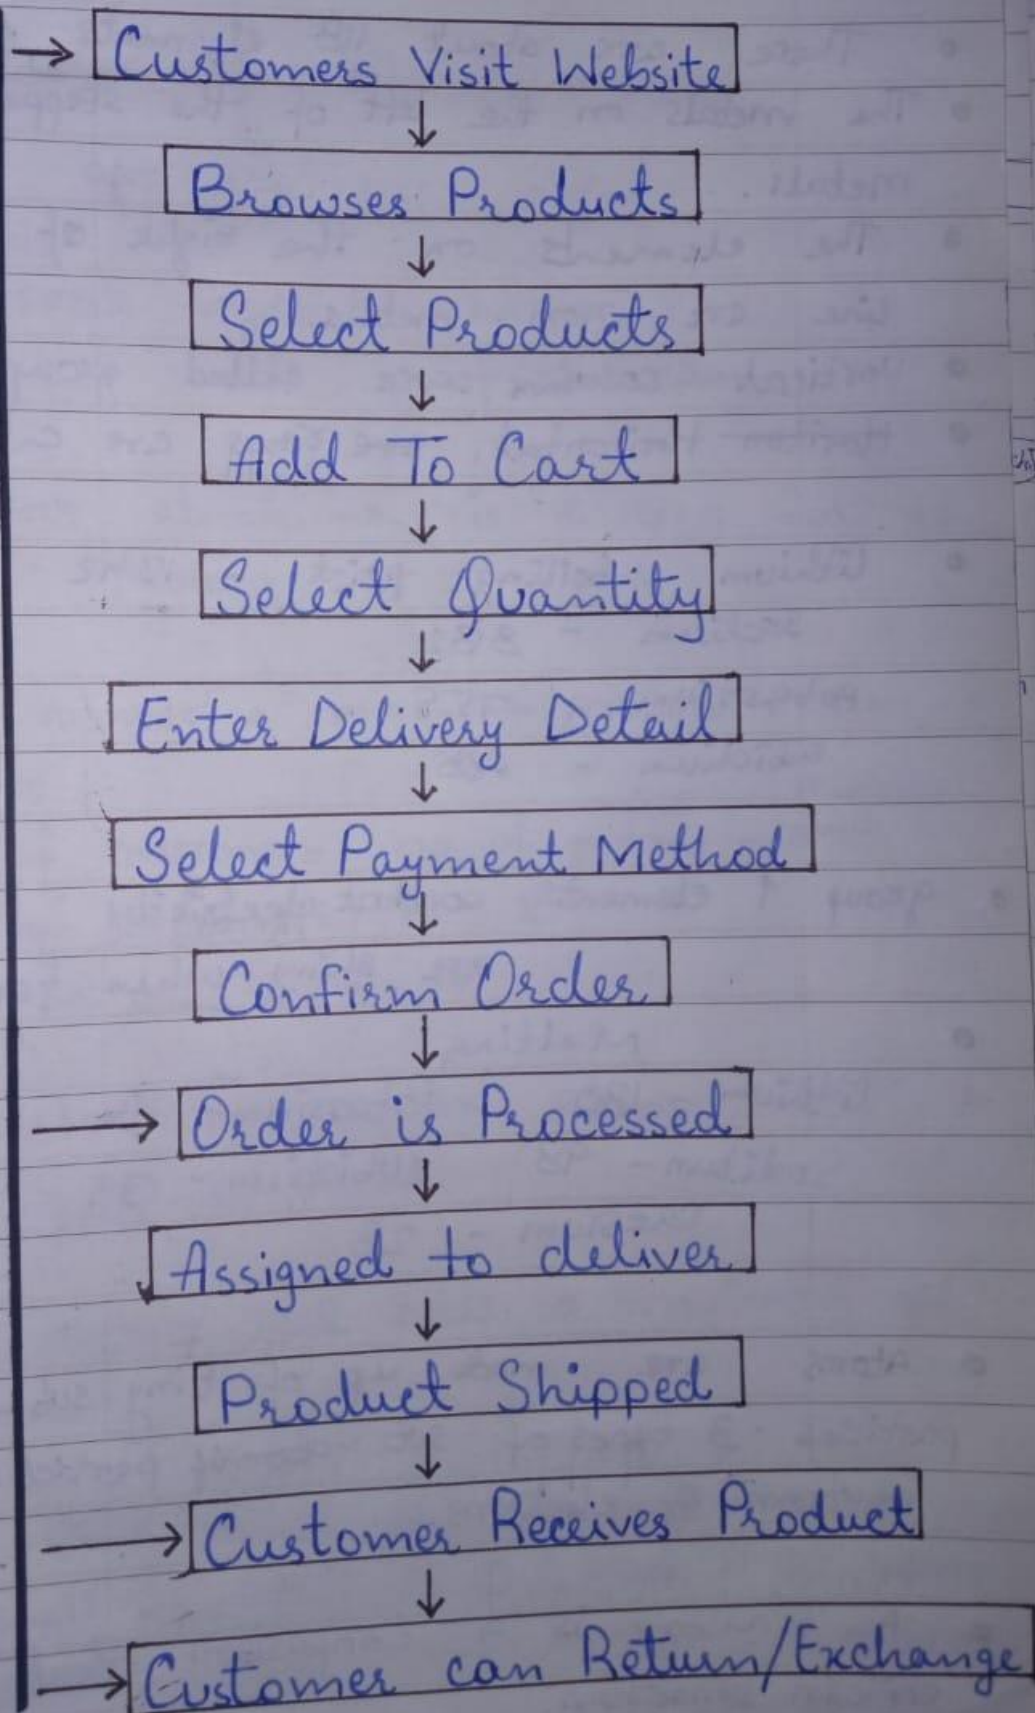 Customers Visit Website
Browses Products
Select Products
Add To Cart
Select Quantity
Enter Delivery Detail
Select Payment Method
Confirm Order
Order is Processed
Assigned to deliver
Product Shipped
Customer Receives Product
Customer can Return/Exchange